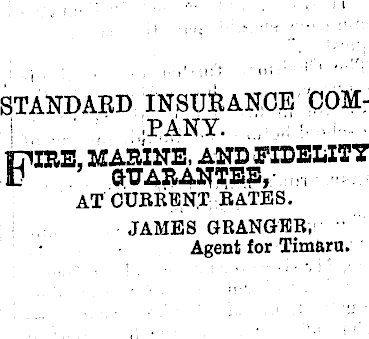 STANDARD INSURANCE COM-
PANY.
FIRE, MARINE, AND FIDELITY
GUARANTEE,
AT CURRENT RATES.
JAMES GRANGER,
Agent for Timaru.